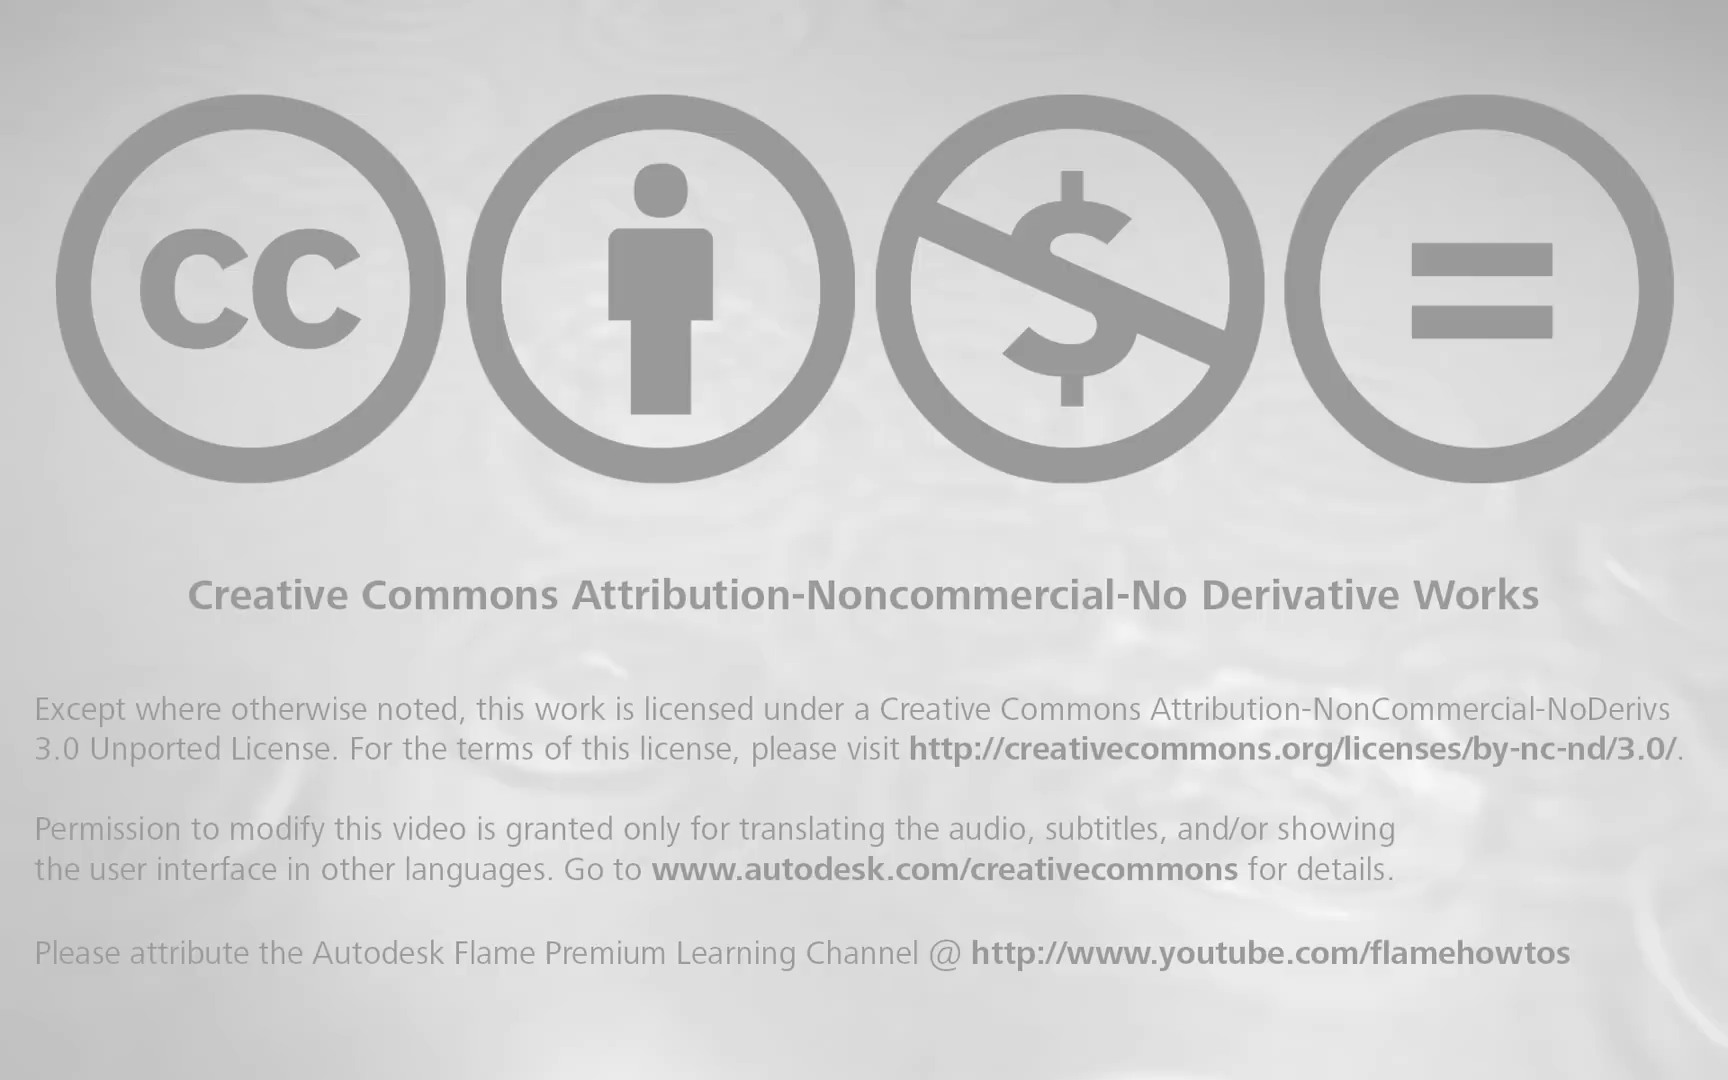 cc
$
=
Creative Commons Attribution-Noncommercial-No Derivative Works
Except where otherwise noted, this work is licensed under a Creative Commons Attribution-NonCommercial-NoDerivs
3.0 Unported License. For the terms of this license, please visit http://creativecommons.org/licenses/by-nc-nd/3.0/.
Permission to modify this video is granted only for translating the audio, subtitles, and/or showing
the user interface in other languages. Go to www.autodesk.com/creativecommons for details.
Please attribute the Autodesk Flame Premium Learning Channel @ http://www.youtube.com/flamehowtos